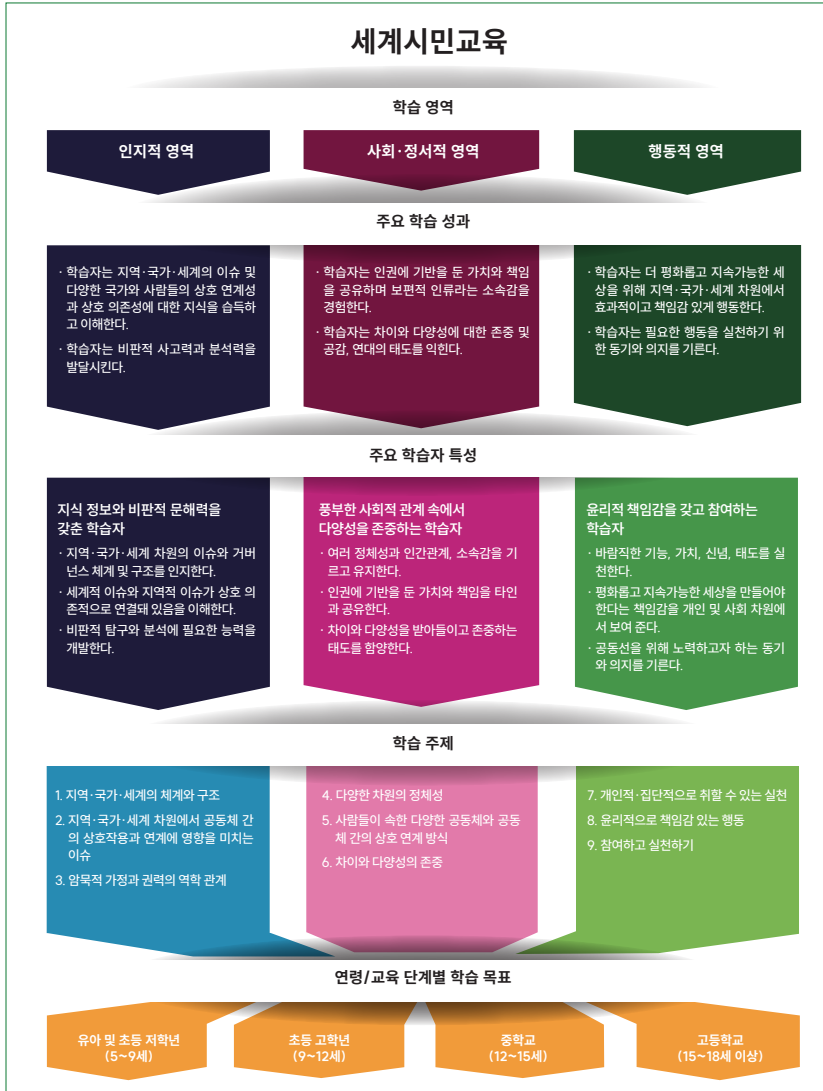 세계시민교육
학습 영역
인지적 영역
사회·정서적 영역
행동적 영역
주요 학습 성과
· 학습자는 지역·국가·세계의 이슈 및
다양한 국가와 사람들의 상호 연계성
과 상호 의존성에 대한 지식을 습득하
고 이해한다.
· 학습자는 비판적 사고력과 분석력을
발달시킨다.
· 학습자는 인권에 기반을 둔 가치와 책임
을 공유하며 보편적 인류라는 소속감을
경험한다.
· 학습자는 차이와 다양성에 대한 존중 및
공감, 연대의 태도를 익힌다.
· 학습자는 더 평화롭고 지속가능한 세
상을 위해 지역·국가·세계 차원에서
효과적이고 책임감 있게 행동한다.
· 학습자는 필요한 행동을 실천하기 위
한 동기와 의지를 기른다.
주요 학습자 특성
지식 정보와 비판적 문해력을
갖춘 학습자
· 지역·국가·세계 차원의 이슈와 거버
넌스 체계 및 구조를 인지한다.
· 세계적 이슈와 지역적 이슈가 상호 의
존적으로 연결돼 있음을 이해한다.
· 비판적 탐구와 분석에 필요한 능력을
개발한다.
풍부한 사회적 관계 속에서
다양성을 존중하는 학습자
· 여러 정체성과 인간관계, 소속감을 기
르고 유지한다.
· 인권에 기반을 둔 가치와 책임을 타인
과 공유한다.
· 차이와 다양성을 받아들이고 존중하는
태도를 함양한다.
윤리적 책임감을 갖고 참여하는
학습자
· 바람직한 기능, 가치, 신념, 태도를 실
천한다.
· 평화롭고 지속가능한 세상을 만들어야
한다는 책임감을 개인 및 사회 차원에
서 보여 준다.
· 공동선을 위해 노력하고자 하는 동기
와 의지를 기른다.
학습 주제
1. 지역·국가·세계의 체계와 구조
2. 지역·국가·세계 차원에서 공동체 간
의 상호작용과 연계에 영향을 미치는
이슈
3. 암묵적 가정과 권력의 역학 관계
4. 다양한 차원의 정체성
5. 사람들이 속한 다양한 공동체와 공동
체 간의 상호 연계 방식
6. 차이와 다양성의 존중
7. 개인적·집단적으로 취할 수 있는 실천
8. 윤리적으로 책임감 있는 행동
9. 참여하고 실천하기
연령/교육 단계별 학습 목표
유아 및 초등 저학년
(5~9세)
초등 고학년
(9~12세)
중학교
(12~15세)
고등학교
(15~18세 이상)